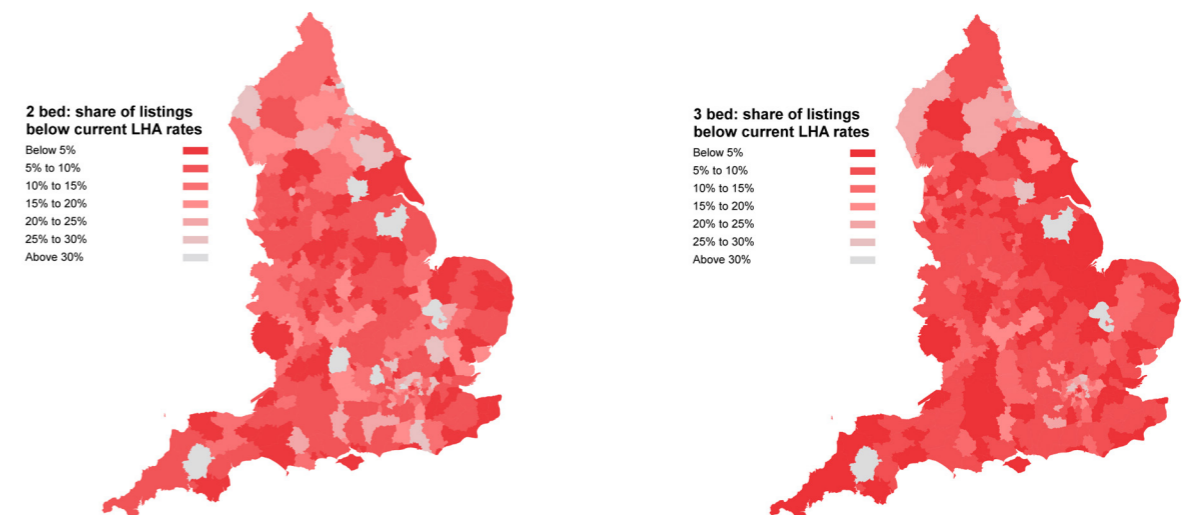 2 bed: share of listings
below current LHA rates
Below 5%
5% to 10%
10% to 15%
15% to 20%
20% to 25%
25% to 30%
Above 30%
3 bed: share of listings
below current LHA rates
Below 5%
5% to 10%
10% to 15%
15% to 20%
20% to 25%
25% to 30%
Above 30%